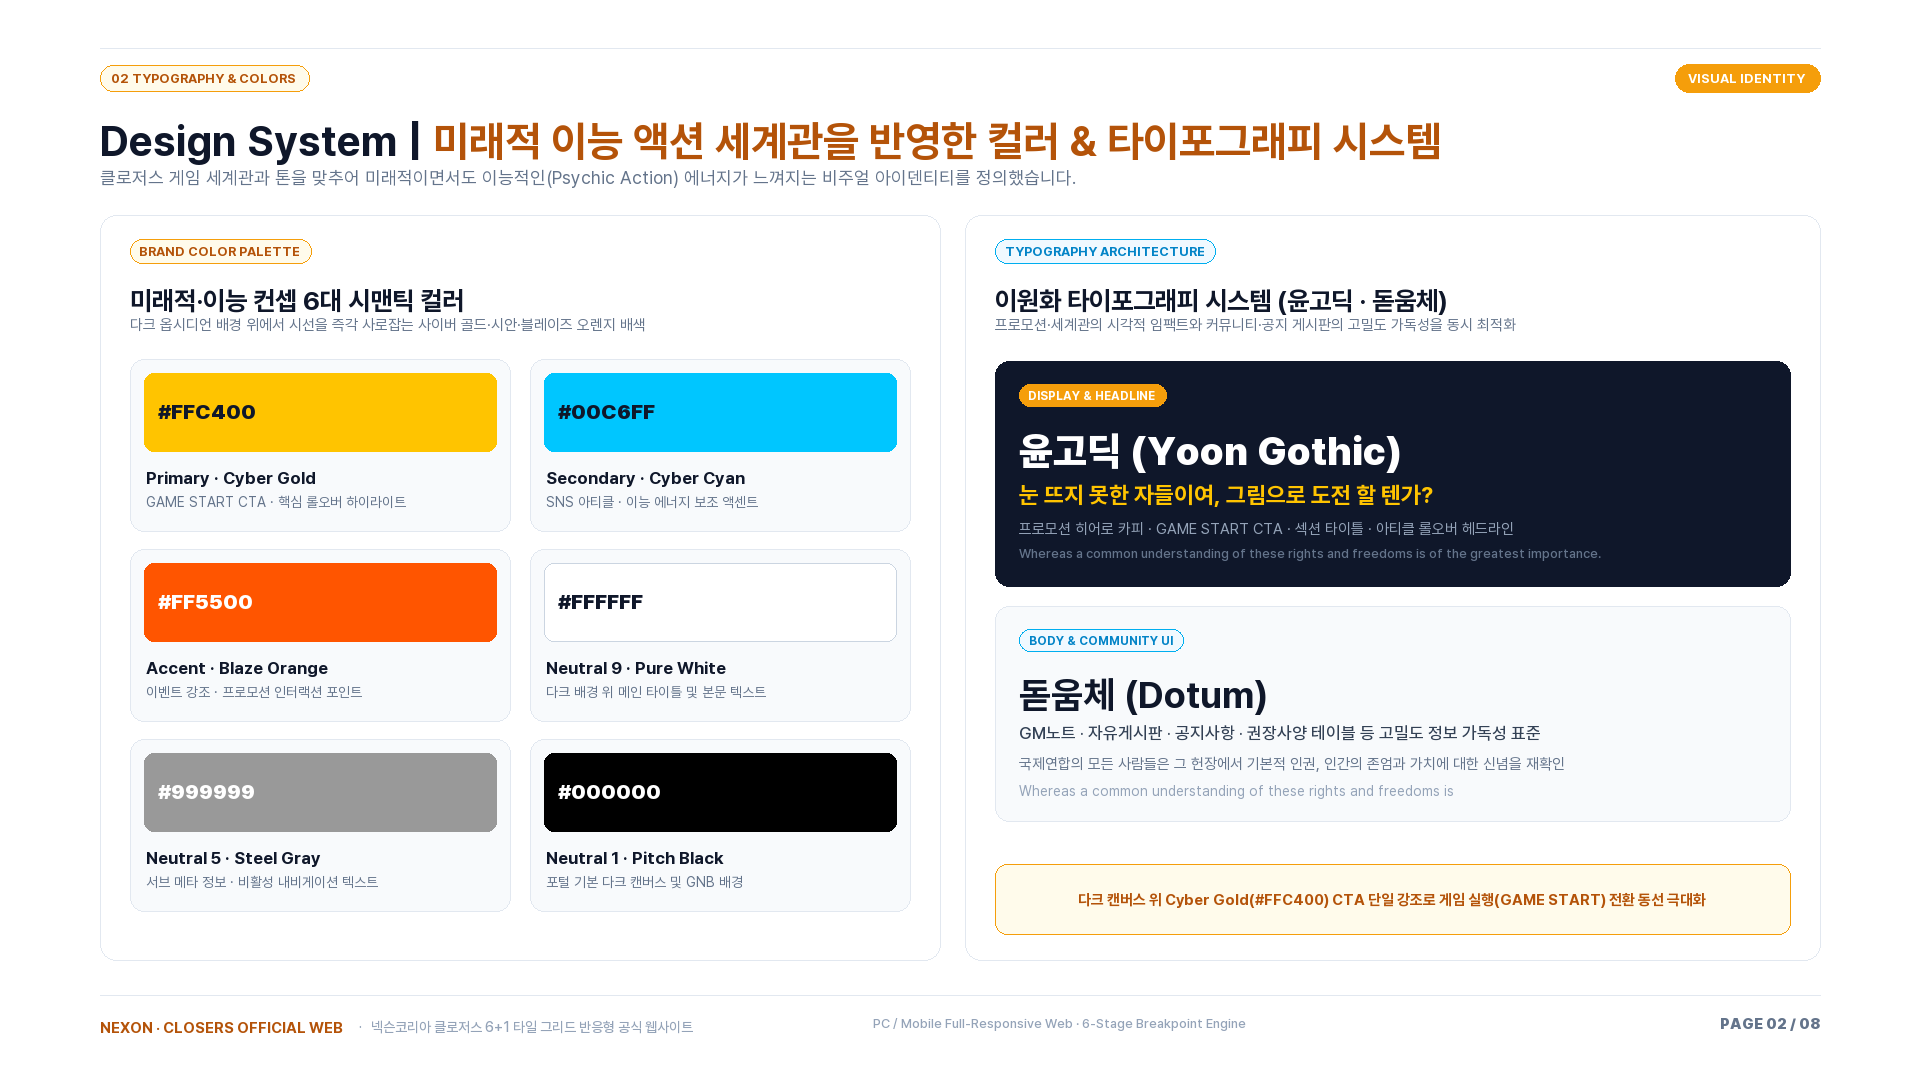 02 TYPOGRAPHY & COLORS
VISUAL IDENTITY
Design System | 미래적 이능 액션 세계관을 반영한 컬러 & 타이포그래피 시스템
클로저스 게임 세계관과 톤을 맞추어 미래적이면서도 이능적인(Psychic Action) 에너지가 느껴지는 비주얼 아이덴티티를 정의했습니다.
BRAND COLOR PALETTE
미래적·이능 컨셉 6대 시맨틱 컬러
다크 옵시디언 배경 위에서 시선을 즉각 사로잡는 사이버 골드·시안·블레이즈 오렌지 배색
#FFC400
Primary · Cyber Gold
GAME START CTA · 핵심 롤오버 하이라이트
#00C6FF
Secondary · Cyber Cyan
SNS 아티클 · 이능 에너지 보조 액센트
#FF5500
Accent · Blaze Orange
이벤트 강조 · 프로모션 인터랙션 포인트
#FFFFFF
Neutral 9 · Pure White
다크 배경 위 메인 타이틀 및 본문 텍스트
#999999
Neutral 5 · Steel Gray
서브 메타 정보 · 비활성 내비게이션 텍스트
#000000
Neutral 1 · Pitch Black
포털 기본 다크 캔버스 및 GNB 배경
TYPOGRAPHY ARCHITECTURE
이원화 타이포그래피 시스템 (윤고딕 · 돋움체)
프로모션·세계관의 시각적 임팩트와 커뮤니티·공지 게시판의 고밀도 가독성을 동시 최적화
DISPLAY & HEADLINE
윤고딕 (Yoon Gothic)
눈 뜨지 못한 자들이여, 그림으로 도전 할 텐가?
프로모션 히어로 카피 · GAME START CTA · 섹션 타이틀 · 아티클 롤오버 헤드라인
Whereas a common understanding of these rights and freedoms is of the greatest importance.
BODY & COMMUNITY UI
돋움체 (Dotum)
GM노트 · 자유게시판 · 공지사항 · 권장사양 테이블 등 고밀도 정보 가독성 표준
국제연합의 모든 사람들은 그 헌장에서 기본적 인권, 인간의 존엄과 가치에 대한 신념을 재확인
Whereas a common understanding of these rights and freedoms is
다크 캔버스 위 Cyber Gold(#FFC400) CTA 단일 강조로 게임 실행(GAME START) 전환 동선 극대화
NEXON · CLOSERS OFFICIAL WEB · 넥슨코리아 클로저스 6+1 타일 그리드 반응형 공식 웹사이트
PC / Mobile Full-Responsive Web · 6-Stage Breakpoint Engine
PAGE 02 / 08